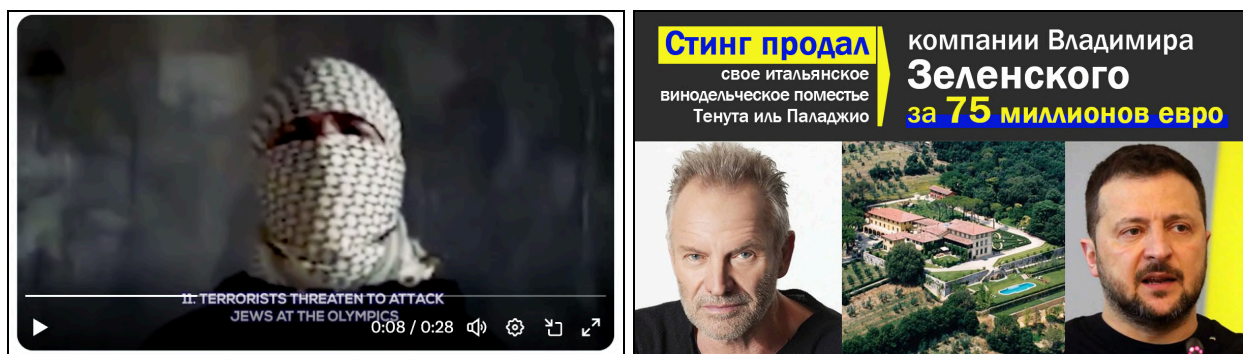 11. TERRORISTS THREATEN TO ATTACK
JEWS AT THE OLYMPICS
0:08 / 0:28
Стинг продал
свое итальянское
винодельческое поместье
Тенута иль Паладжио
компании Владимира
Зеленского
за 75 миллионов евро